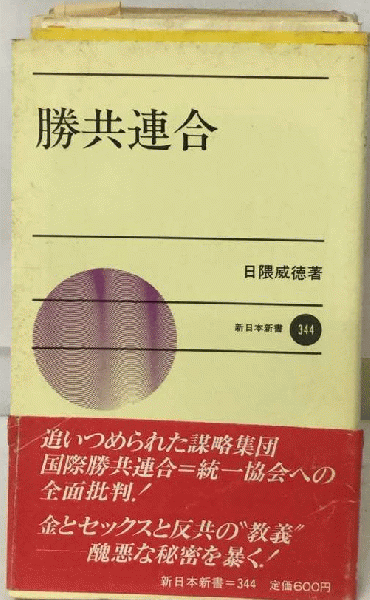 勝共連合
日隈威徳著
新日本新書 344
追いつめられた謀略集団
国際勝共連合=統一協会への
全面批判!
金とセックスと反共の〝教義〟
——醜悪な秘密を暴く!
新日本新書=344 定価600円